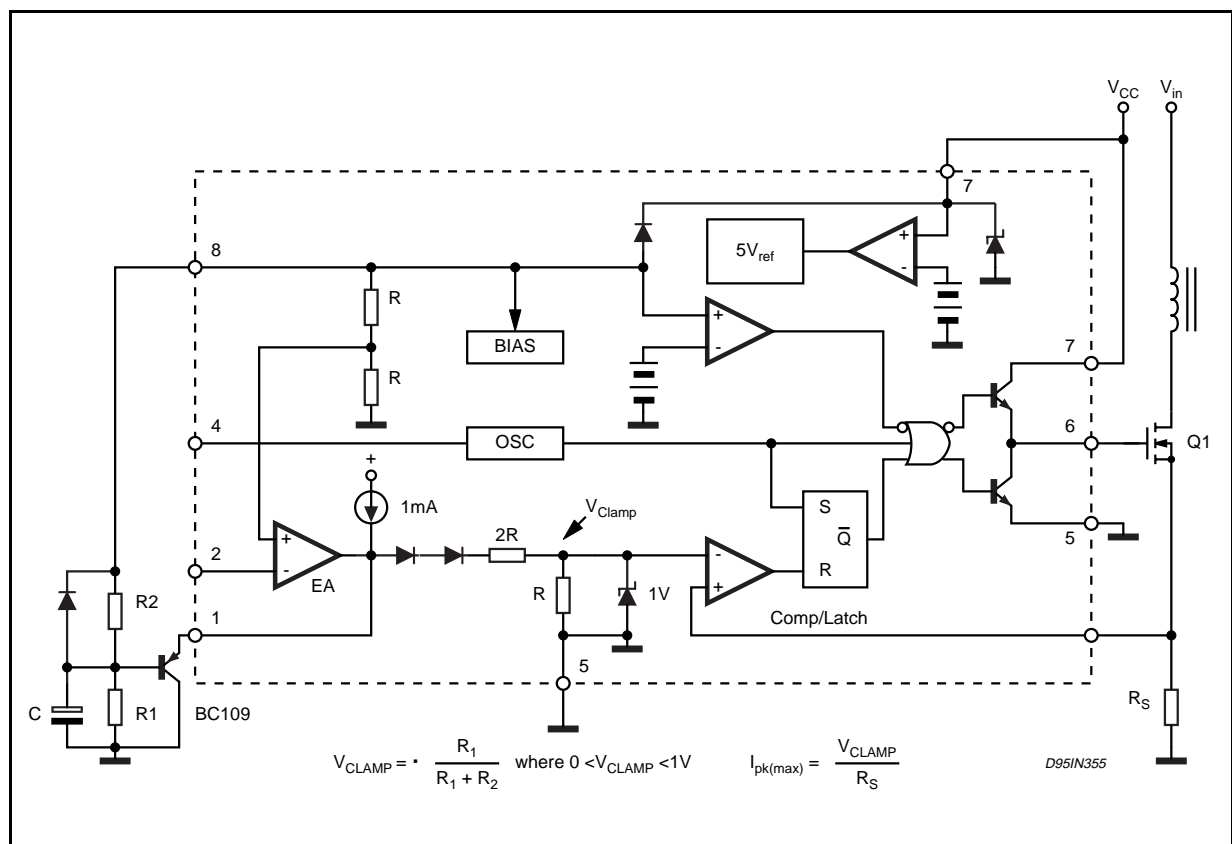 VCC
Vin
7
8
5Vref
+
-
R
+
-
BIAS
R
7
4
OSC
6
Q1
+
1mA
VClamp
S
2R
Q̅
5
2
+
-
EA
R
1V
-
+
R
R2
1
Comp/Latch
5
C
R1
BC109
RS
VCLAMP = · R1 / R1 + R2 where 0 <VCLAMP <1V
Ipk(max) = VCLAMP / RS
D95IN355